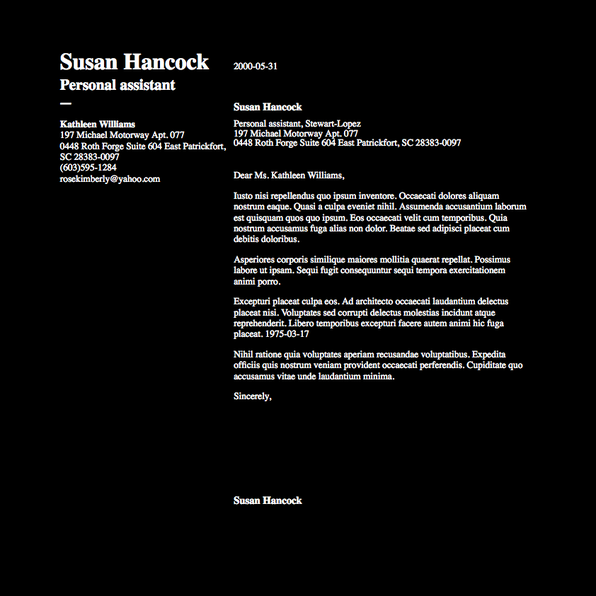 Susan Hancock
Personal assistant
Kathleen Williams
197 Michael Motorway Apt. 077
0448 Roth Forge Suite 604 East Patrickfort,
SC 28383-0097
(603)595-1284
rosekimberly@yahoo.com
2000-05-31
Susan Hancock
Personal assistant, Stewart-Lopez
197 Michael Motorway Apt. 077
0448 Roth Forge Suite 604 East Patrickfort, SC 28383-0097
Dear Ms. Kathleen Williams,
Iusto nisi repellendus quo ipsum inventore. Occaecati dolores aliquam
nostrum eaque. Quasi a culpa eveniet nihil. Assumenda accusantium laborum
est quisquam quos quo ipsum. Eos occaecati velit cum temporibus. Quia
nostrum accusamus fuga alias non dolor. Beatae sed adipisci placeat cum
debitis doloribus.
Asperiores corporis similique maiores mollitia quaerat repellat. Possimus
labore ut ipsam. Sequi fugit consequuntur sequi tempora exercitationem
animi porro.
Excepturi placeat culpa eos. Ad architecto occaecati laudantium delectus
placeat nisi. Voluptates sed corrupti delectus molestias incidunt atque
reprehenderit. Libero temporibus excepturi facere autem animi hic fuga
placeat. 1975-03-17
Nihil ratione quia voluptates aperiam recusandae voluptatibus. Expedita
officiis quis nostrum veniam provident occaecati perferendis. Cupiditate quo
accusamus vitae unde laudantium minima.
Sincerely,
Susan Hancock